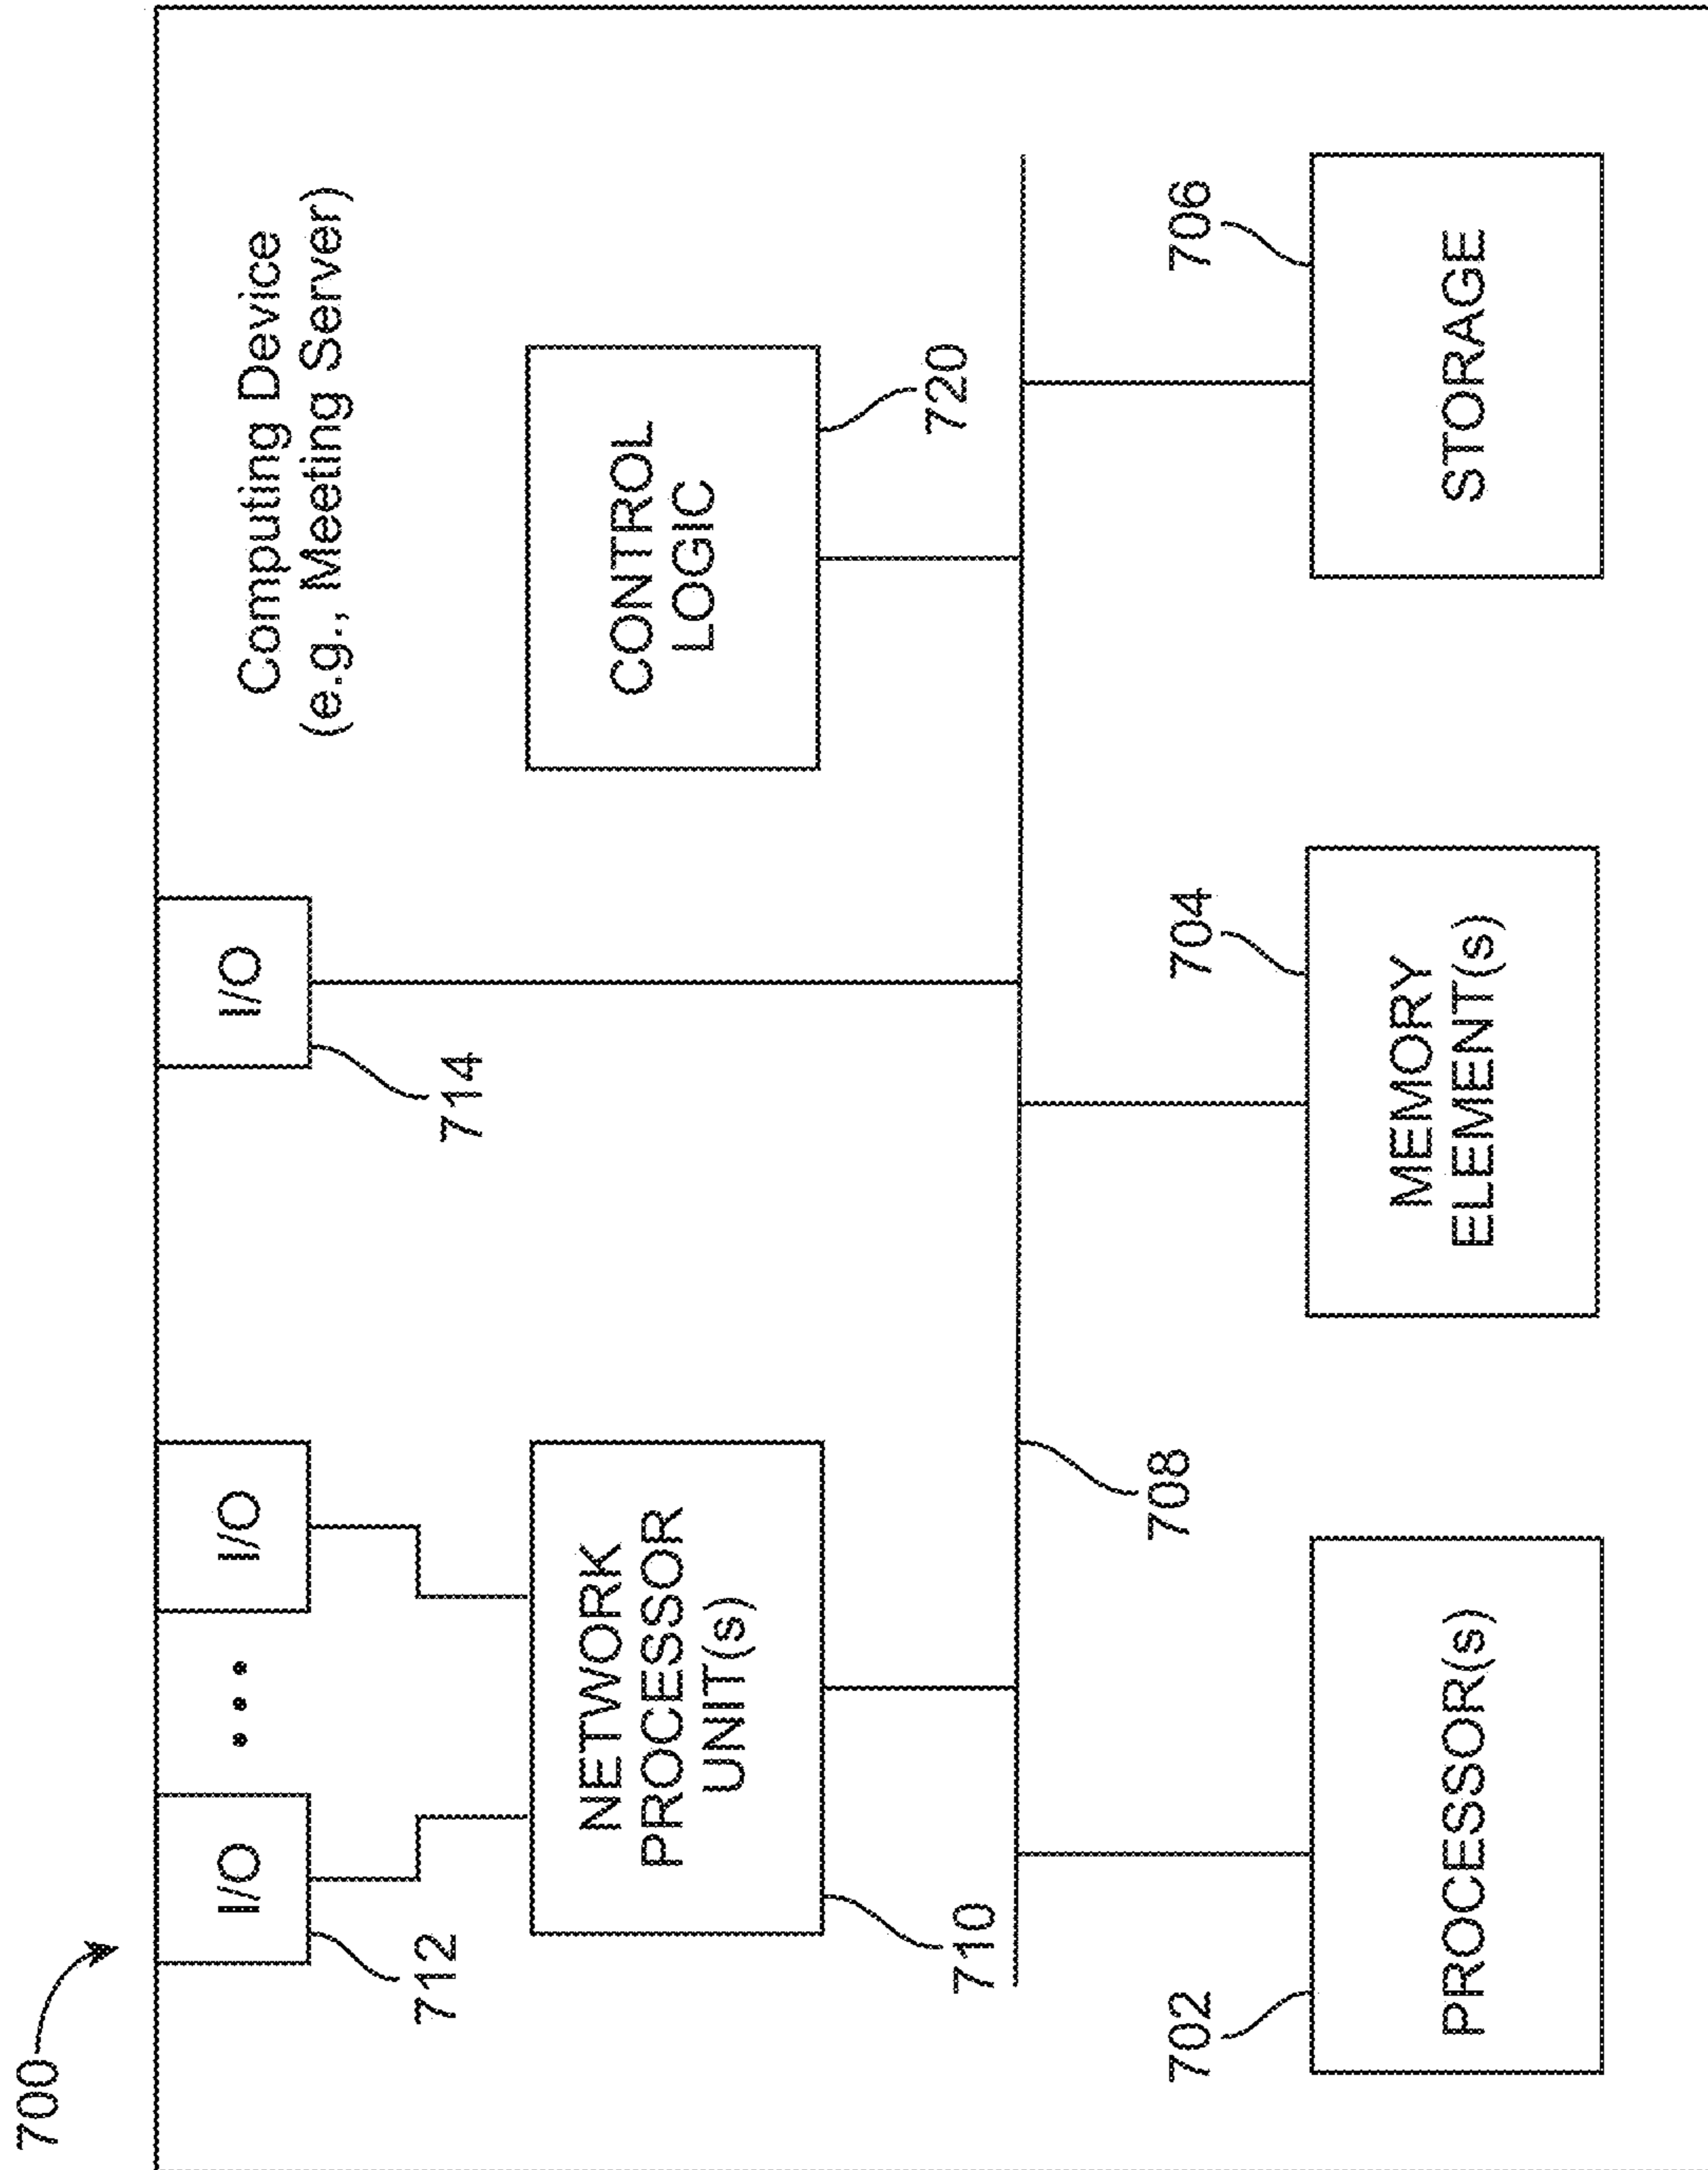 700
I/O
• • •
I/O
I/O
Computing Device
(e.g., Meeting Server)
712
714
NETWORK
PROCESSOR
UNIT(s)
CONTROL
LOGIC
710
720
708
702
704
706
PROCESSOR(s)
MEMORY
ELEMENT(s)
STORAGE